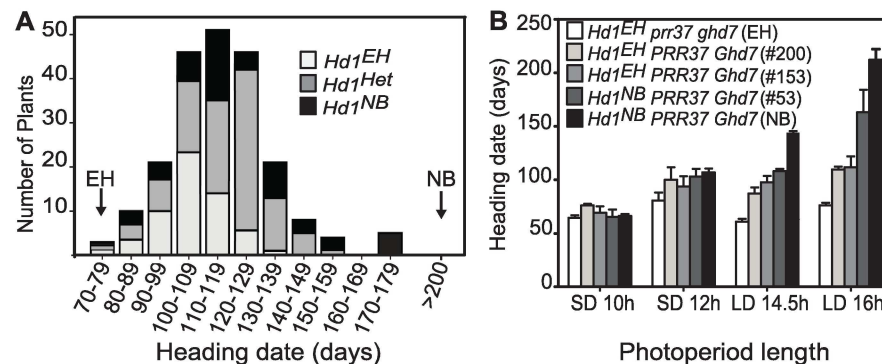 A
Number of Plants
50
40
30
20
10
Hd1EH
Hd1Het
Hd1NB
EH
NB
70-79
80-89
90-99
100-109
110-119
120-129
130-139
140-149
150-159
160-169
170-179
>200
Heading date (days)
B
Heading date (days)
250
200
150
100
50
0
Hd1EH prr37 ghd7 (EH)
Hd1EH PRR37 Ghd7 (#200)
Hd1EH PRR37 Ghd7 (#153)
Hd1NB PRR37 Ghd7 (#53)
Hd1NB PRR37 Ghd7 (NB)
SD 10h
SD 12h
LD 14.5h
LD 16h
Photoperiod length